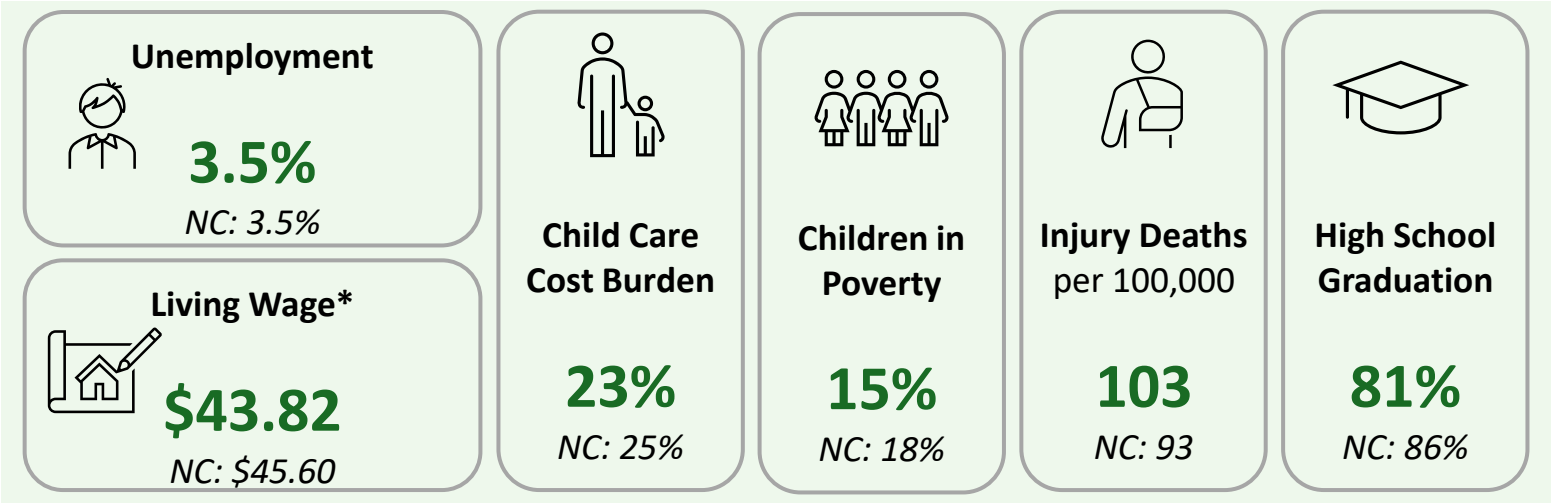 Unemployment
3.5%
NC: 3.5%
Living Wage*
$43.82
NC: $45.60
Child Care
Cost Burden
23%
NC: 25%
Children in
Poverty
15%
NC: 18%
Injury Deaths
per 100,000
103
NC: 93
High School
Graduation
81%
NC: 86%